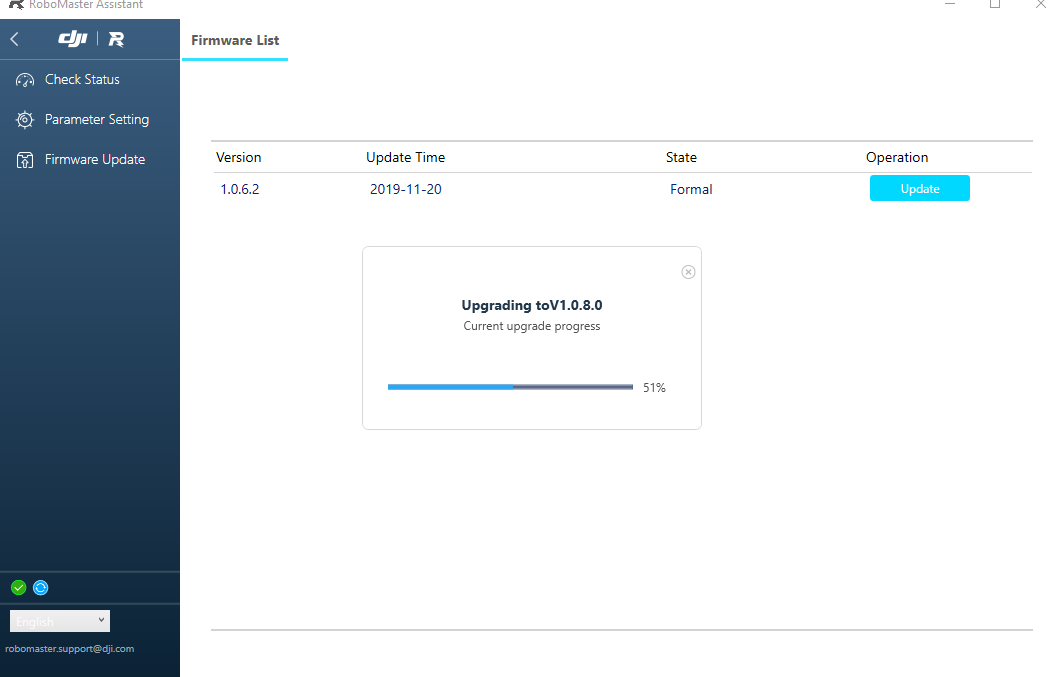 RoboMaster Assistant
dji R
Firmware List
Check Status
Parameter Setting
Firmware Update
Version Update Time State Operation
1.0.6.2 2019-11-20 Formal Update
Upgrading toV1.0.8.0
Current upgrade progress
51%
English
robomaster.support@dji.com